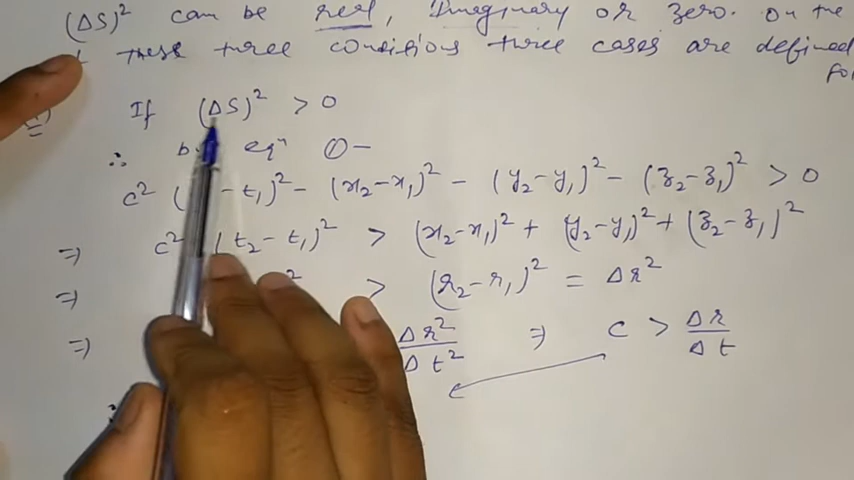 (ΔS)² can be real, Imaginary or zero. On the
these three conditions three cases are defined
for
If (ΔS)² > 0
∴ eqⁿ ①–
c² ( - t₁)² - (x₂-x₁)² - (y₂-y₁)² - (z₂-z₁)² > 0
⇒ c² (t₂-t₁)² > (x₂-x₁)² + (y₂-y₁)² + (z₂-z₁)²
⇒ ² > (r₂-r₁)² = Δr²
⇒ Δr²/Δt² ⇒ c > Δr/Δt